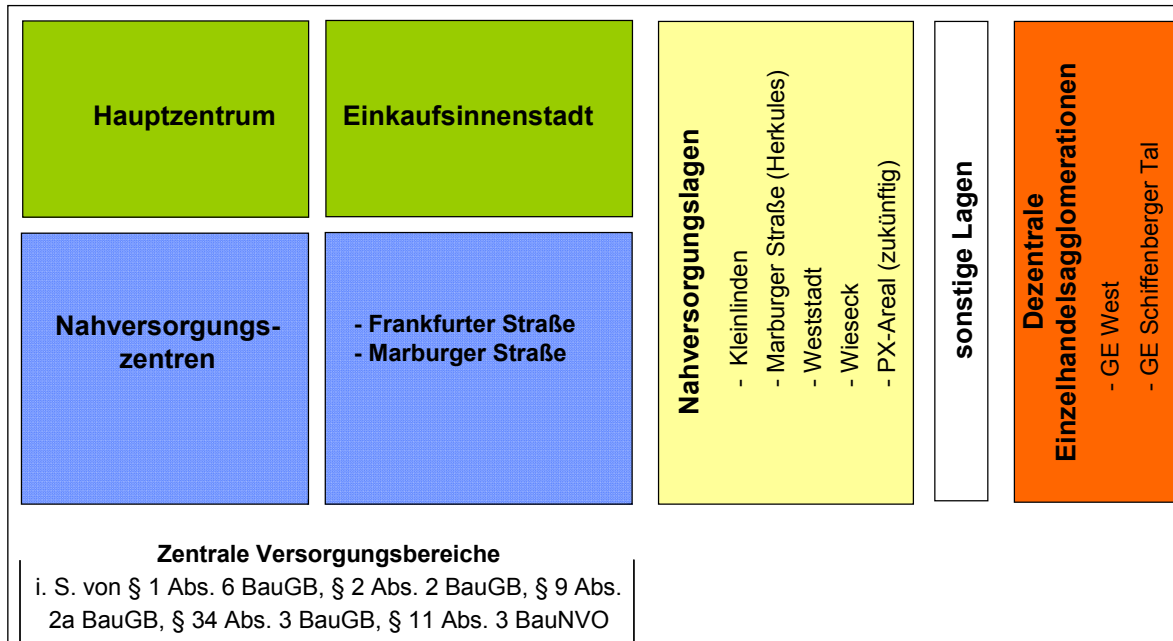 Hauptzentrum
Einkaufsinnenstadt
Nahversorgungs-
zentren
- Frankfurter Straße
- Marburger Straße
Nahversorgungslagen
- Kleinlinden
- Marburger Straße (Herkules)
- Weststadt
- Wieseck
- PX-Areal (zukünftig)
sonstige Lagen
Dezentrale
Einzelhandelsagglomerationen
- GE West
- GE Schiffenberger Tal
Zentrale Versorgungsbereiche
i. S. von § 1 Abs. 6 BauGB, § 2 Abs. 2 BauGB, § 9 Abs.
2a BauGB, § 34 Abs. 3 BauGB, § 11 Abs. 3 BauNVO